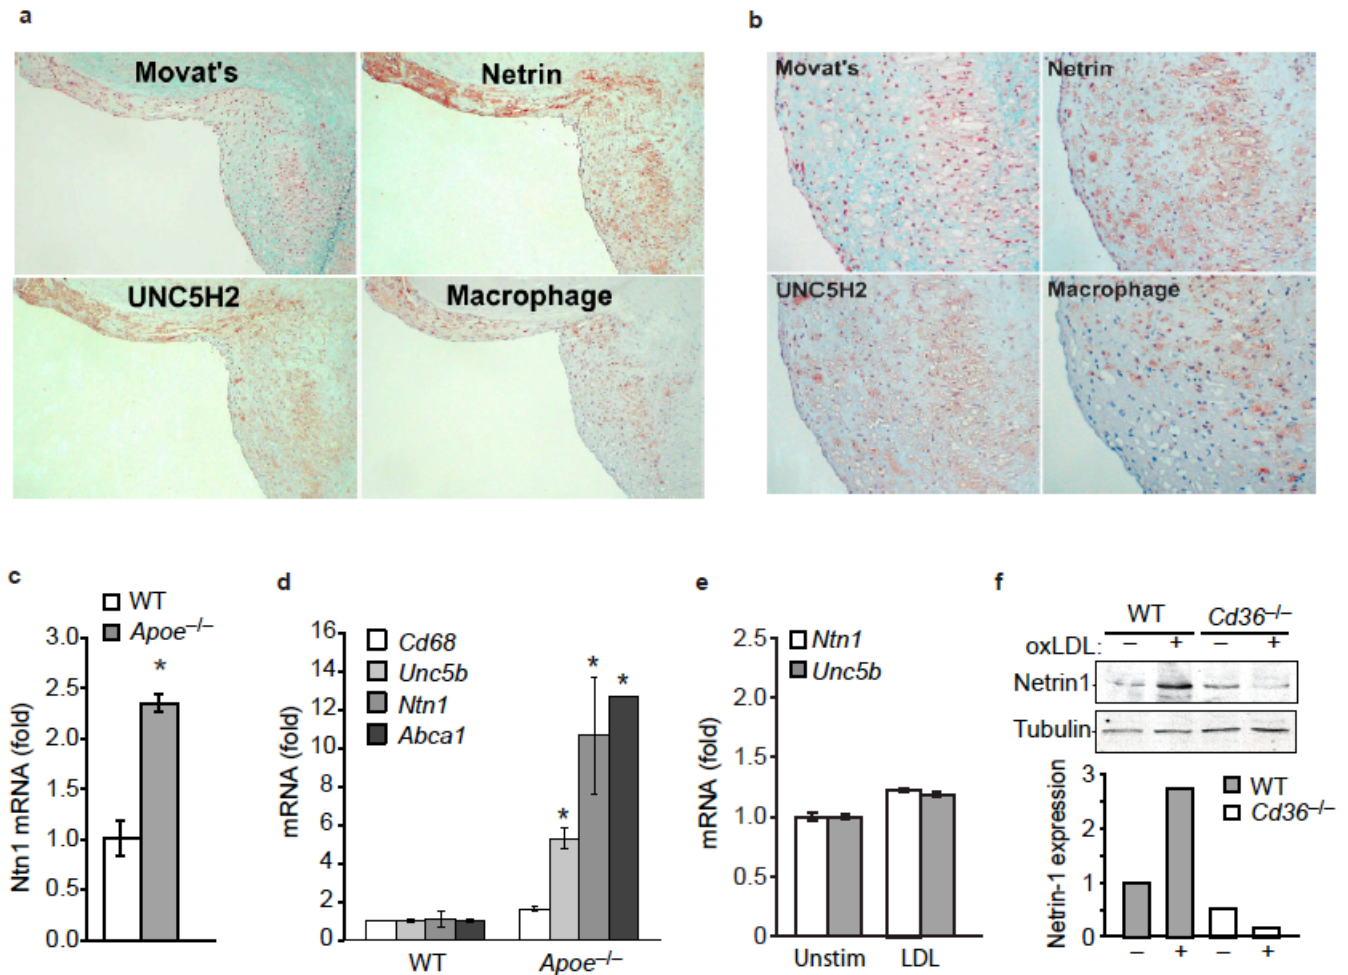 a
b
Movat's
Netrin
UNC5H2
Macrophage
Movat's
Netrin
UNC5H2
Macrophage
c
WT
Apoe–/–
3.0
2.5
2.0
1.5
1.0
0.5
0.0
*
Ntn1 mRNA (fold)
d
16
14
12
10
8
6
4
2
0
mRNA (fold)
Cd68
Unc5b
Ntn1
Abca1
* * *
WT Apoe–/–
e
2.5
2.0
1.5
1.0
0.5
0
mRNA (fold)
Ntn1
Unc5b
Unstim LDL
f
WT Cd36–/–
oxLDL: – + – +
Netrin1
Tubulin
3
2
1
0
Netrin-1 expression
WT
Cd36–/–
– + – +